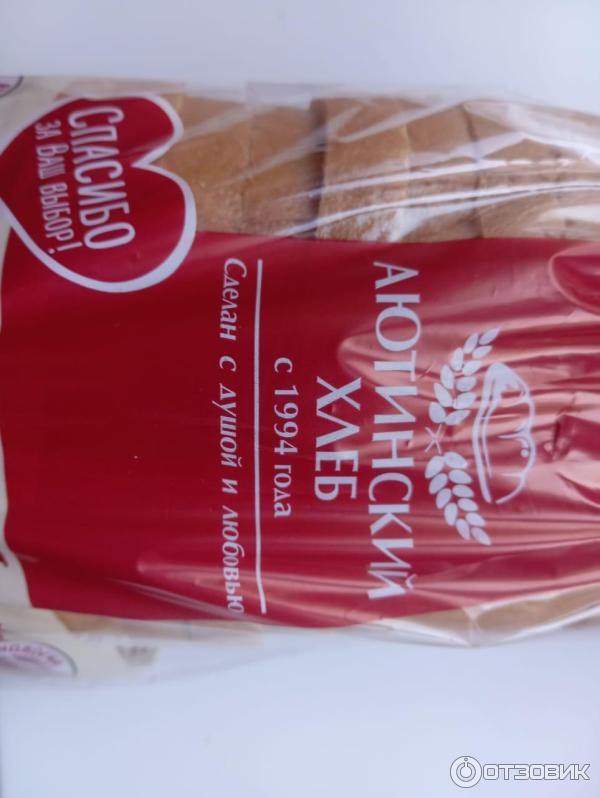 АЮТИНСКИЙ
ХЛЕБ
с 1994 года
Сделан с душой и любовью
Спасибо
за Ваш выбор!
ОТЗОВИК